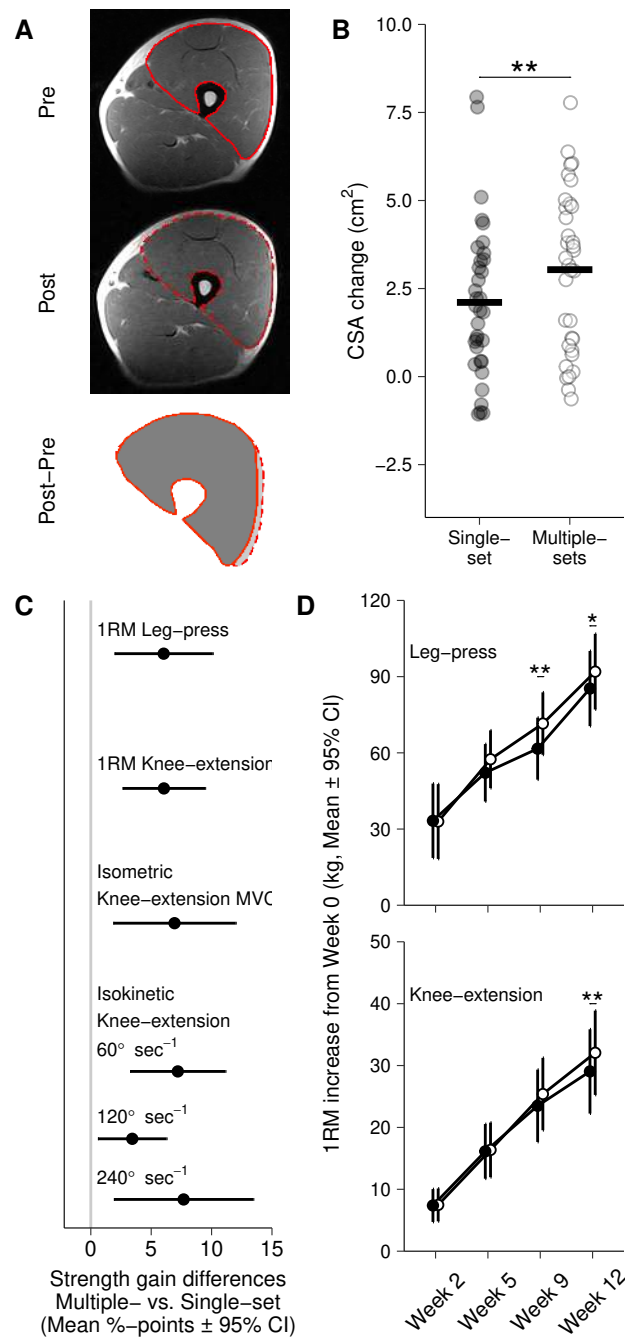 A
Pre
Post
Post−Pre
B
CSA change (cm²)
10.0
7.5
5.0
2.5
0.0
−2.5
**
Single−
set
Multiple−
sets
C
1RM Leg−press
1RM Knee−extension
Isometric
Knee−extension MVC
Isokinetic
Knee−extension
60° sec⁻¹
120° sec⁻¹
240° sec⁻¹
0 5 10 15
Strength gain differences
Multiple− vs. Single−set
(Mean %−points ± 95% CI)
D
1RM increase from Week 0 (kg, Mean ± 95% CI)
120
90
60
30
0
Leg−press
**
*
50
40
30
20
10
0
Knee−extension
**
Week 2
Week 5
Week 9
Week 12